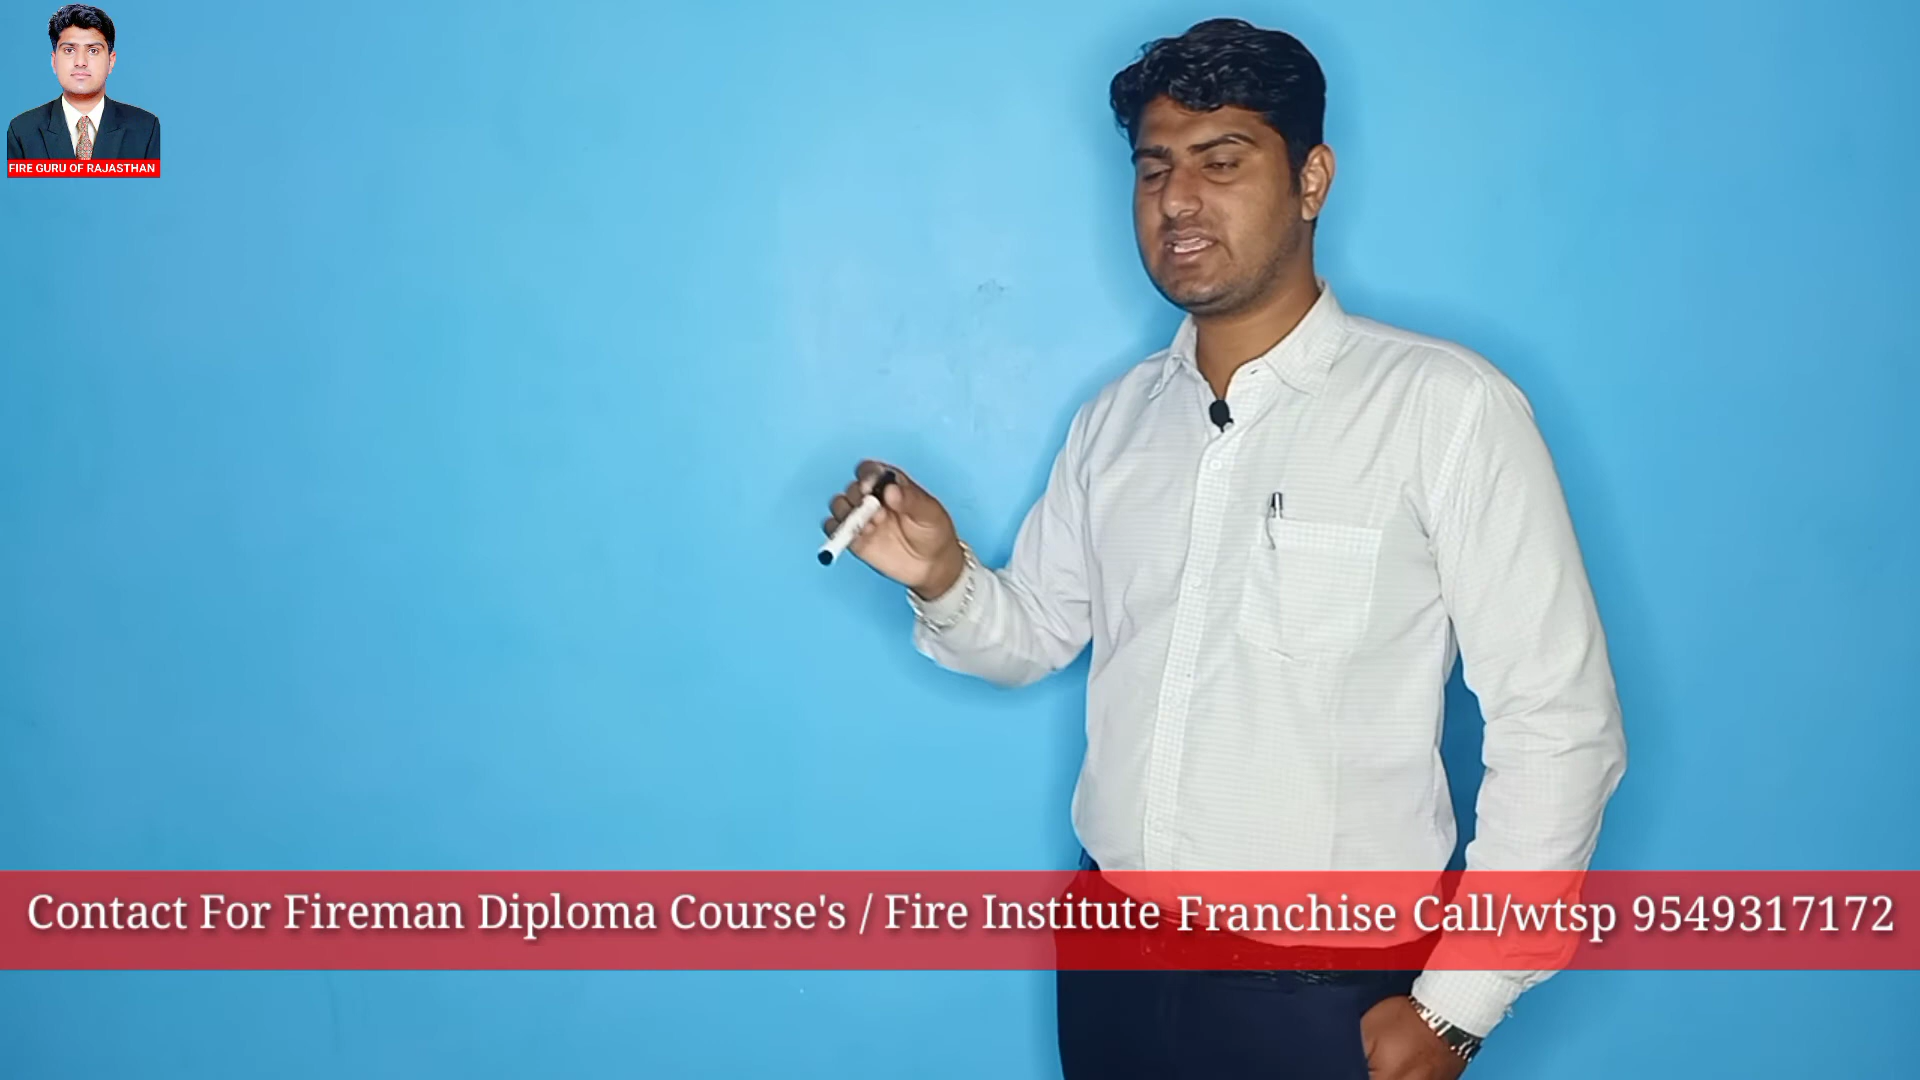 FIRE GURU OF RAJASTHAN
Contact For Fireman Diploma Course's / Fire Institute Franchise Call/wtsp 9549317172